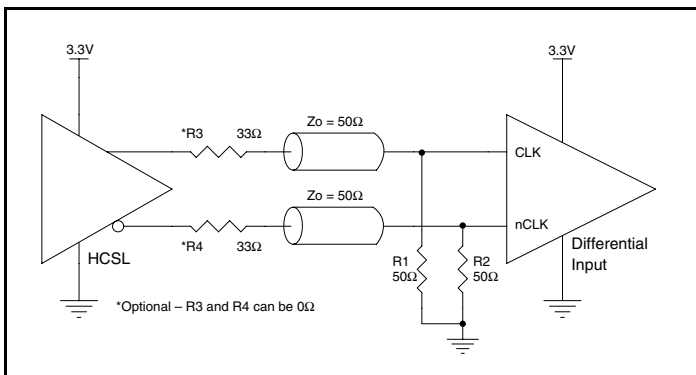 3.3V
3.3V
*R3
33Ω
Zo = 50Ω
CLK
Zo = 50Ω
nCLK
*R4
33Ω
HCSL
R1
50Ω
R2
50Ω
Differential
Input
*Optional – R3 and R4 can be 0Ω